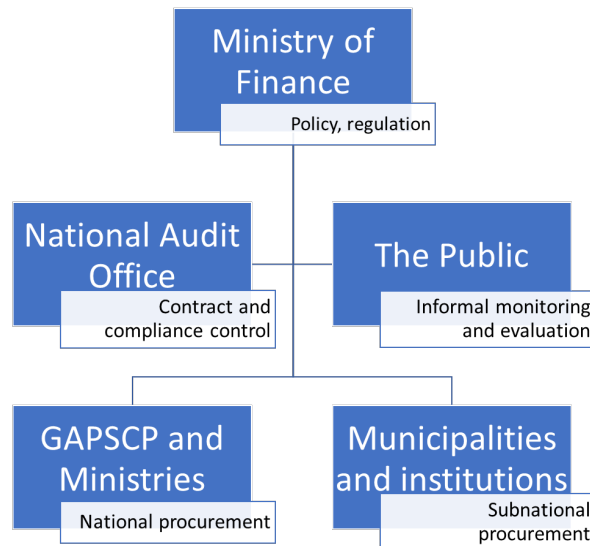 Ministry of
Finance
Policy, regulation
National Audit
Office
Contract and
compliance control
The Public
Informal monitoring
and evaluation
GAPSCP and
Ministries
National procurement
Municipalities
and institutions
Subnational
procurement